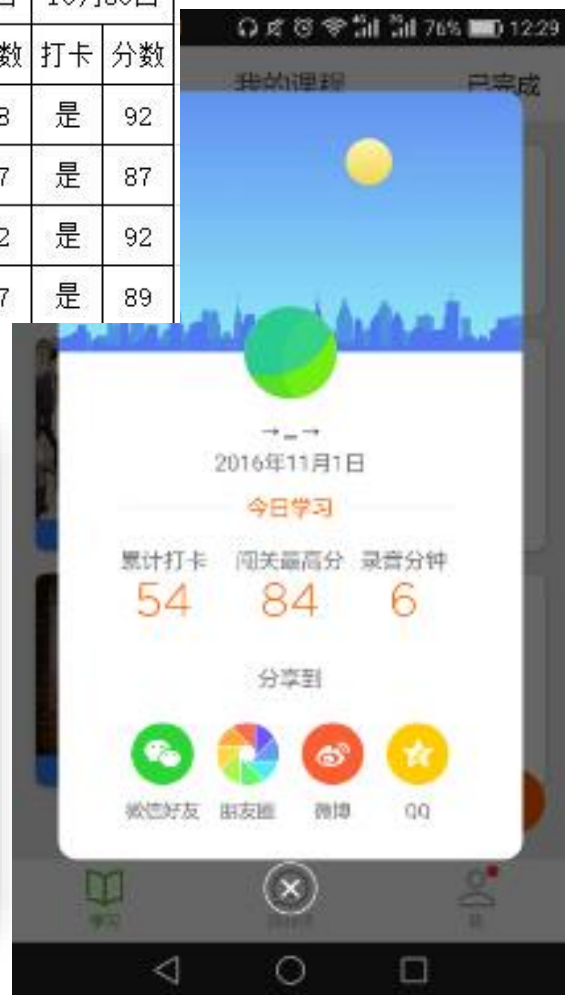 日 10月30日
数 打卡 分数
8 是 92
7 是 87
2 是 92
7 是 89
76% 12:29
我的课程 已完成
→_→
2016年11月1日
今日学习
累计打卡 闯关最高分 录音分钟
54 84 6
分享到
微信好友 朋友圈 微博 QQ
学习 我